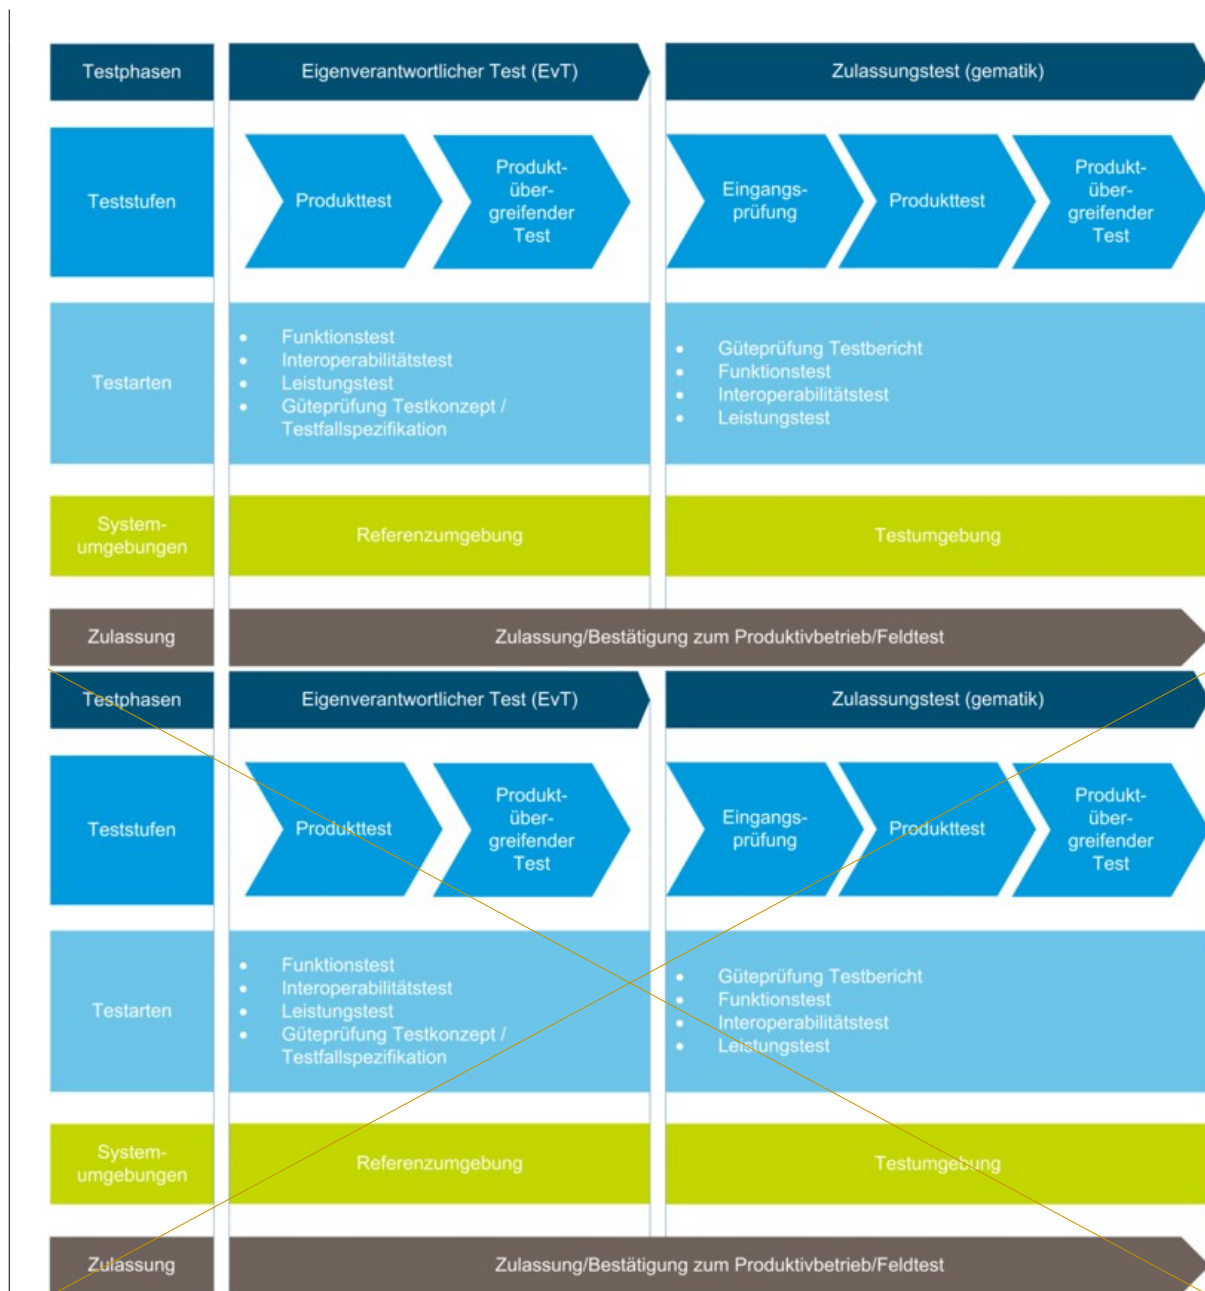 Testphasen
Eigenverantwortlicher Test (EvT)
Zulassungstest (gematik)
Teststufen
Produkttest
Produkt-
über-
greifender
Test
Eingangs-
prüfung
Produkttest
Produkt-
über-
greifender
Test
Testarten
• Funktionstest
• Interoperabilitätstest
• Leistungstest
• Güteprüfung Testkonzept /
Testfallspezifikation
• Güteprüfung Testbericht
• Funktionstest
• Interoperabilitätstest
• Leistungstest
System-
umgebungen
Referenzumgebung
Testumgebung
Zulassung
Zulassung/Bestätigung zum Produktivbetrieb/Feldtest
Testphasen
Eigenverantwortlicher Test (EvT)
Zulassungstest (gematik)
Teststufen
Produkttest
Produkt-
über-
greifender
Test
Eingangs-
prüfung
Produkttest
Produkt-
über-
greifender
Test
Testarten
• Funktionstest
• Interoperabilitätstest
• Leistungstest
• Güteprüfung Testkonzept /
Testfallspezifikation
• Güteprüfung Testbericht
• Funktionstest
• Interoperabilitätstest
• Leistungstest
System-
umgebungen
Referenzumgebung
Testumgebung
Zulassung
Zulassung/Bestätigung zum Produktivbetrieb/Feldtest